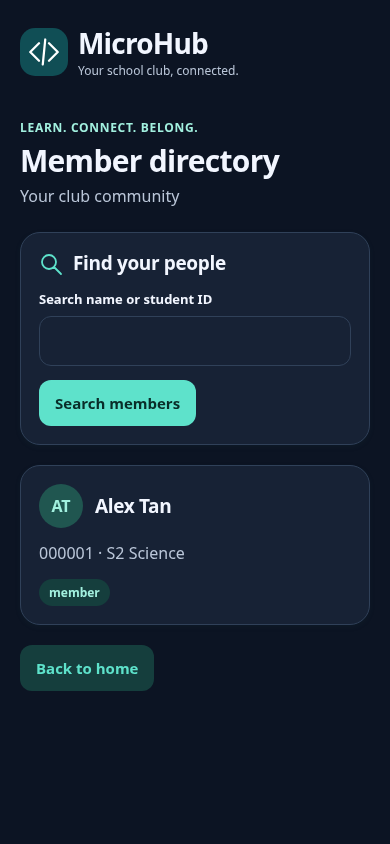 MicroHub
Your school club, connected.
LEARN. CONNECT. BELONG.
Member directory
Your club community
Find your people
Search name or student ID
Search members
AT
Alex Tan
000001 · S2 Science
member
Back to home